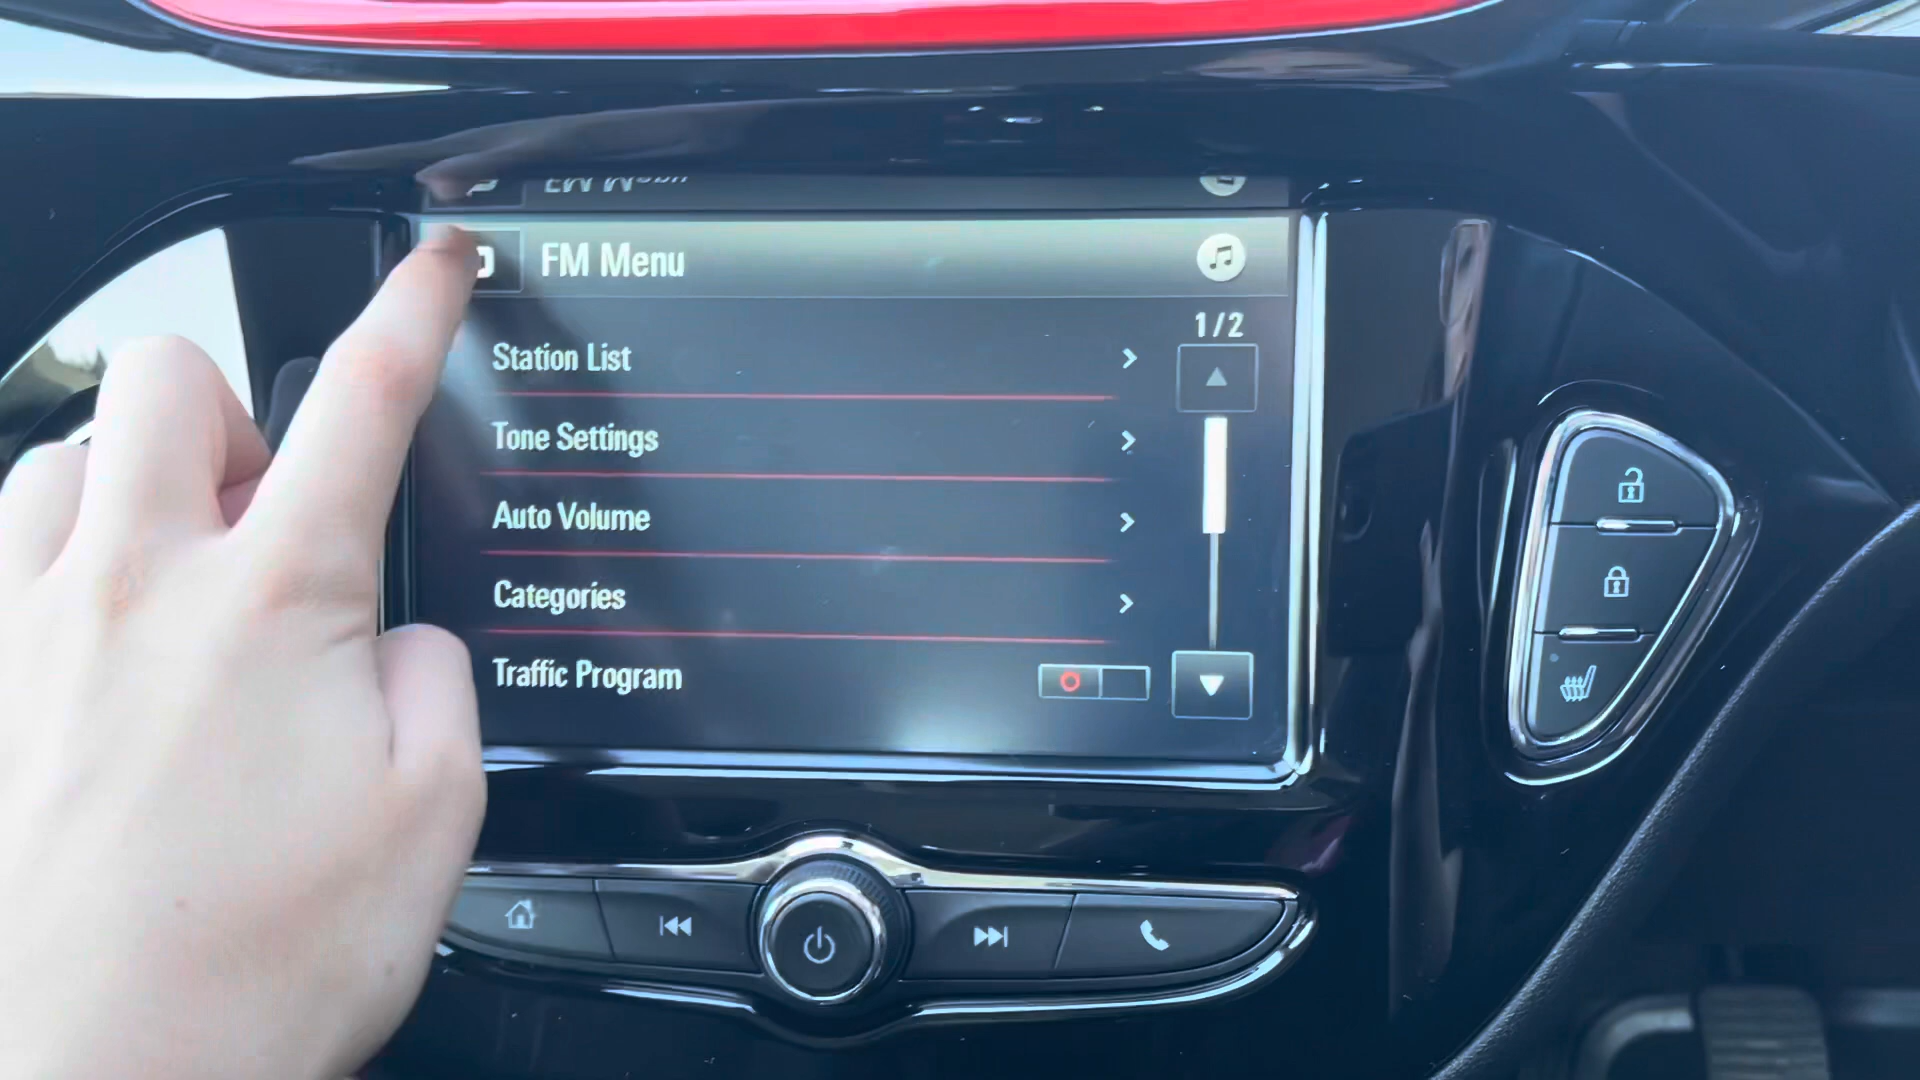 FM Menu
1/2
Station List
Tone Settings
Auto Volume
Categories
Traffic Program